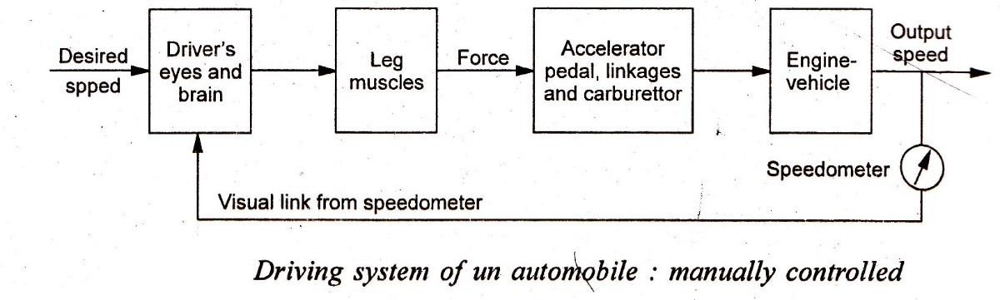 Desired
spped
Driver's
eyes and
brain
Leg
muscles
Force
Accelerator
pedal, linkages
and carburettor
Engine-
vehicle
Output
speed
Speedometer
Visual link from speedometer
Driving system of un automobile : manually controlled